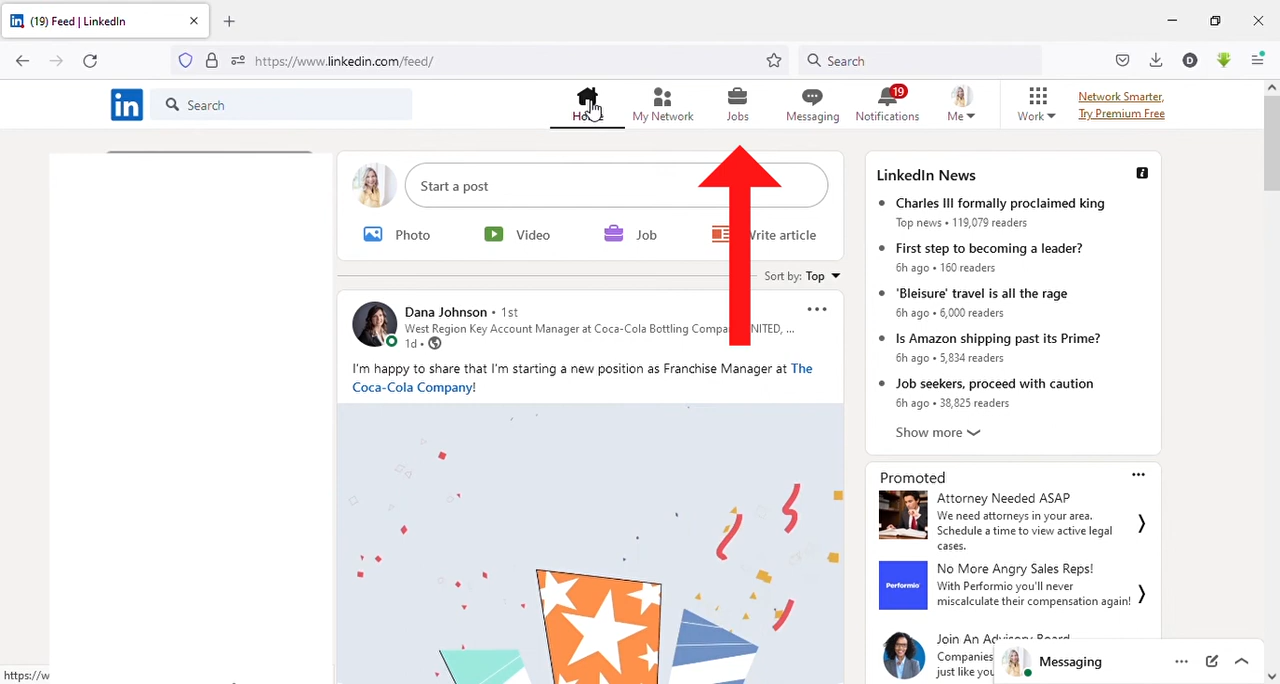 (19) Feed | LinkedIn
https://www.linkedin.com/feed/
Search
D
in
Search
Home
My Network
Jobs
Messaging
19
Notifications
Me
Work
Network Smarter,
Try Premium Free
Start a post
Photo
Video
Job
Write article
Sort by: Top
Dana Johnson • 1st
West Region Key Account Manager at Coca-Cola Bottling Company UNITED, ...
1d •
I'm happy to share that I'm starting a new position as Franchise Manager at The
Coca-Cola Company!
LinkedIn News
Charles III formally proclaimed king
Top news • 119,079 readers
First step to becoming a leader?
6h ago • 160 readers
'Bleisure' travel is all the rage
6h ago • 6,000 readers
Is Amazon shipping past its Prime?
6h ago • 5,834 readers
Job seekers, proceed with caution
6h ago • 38,825 readers
Show more
Promoted
Attorney Needed ASAP
We need attorneys in your area.
Schedule a time to view active legal
cases.
Performio
No More Angry Sales Reps!
With Performio you'll never
miscalculate their compensation again!
Join An Advisory Board
Companies
just like you
Messaging
https://w